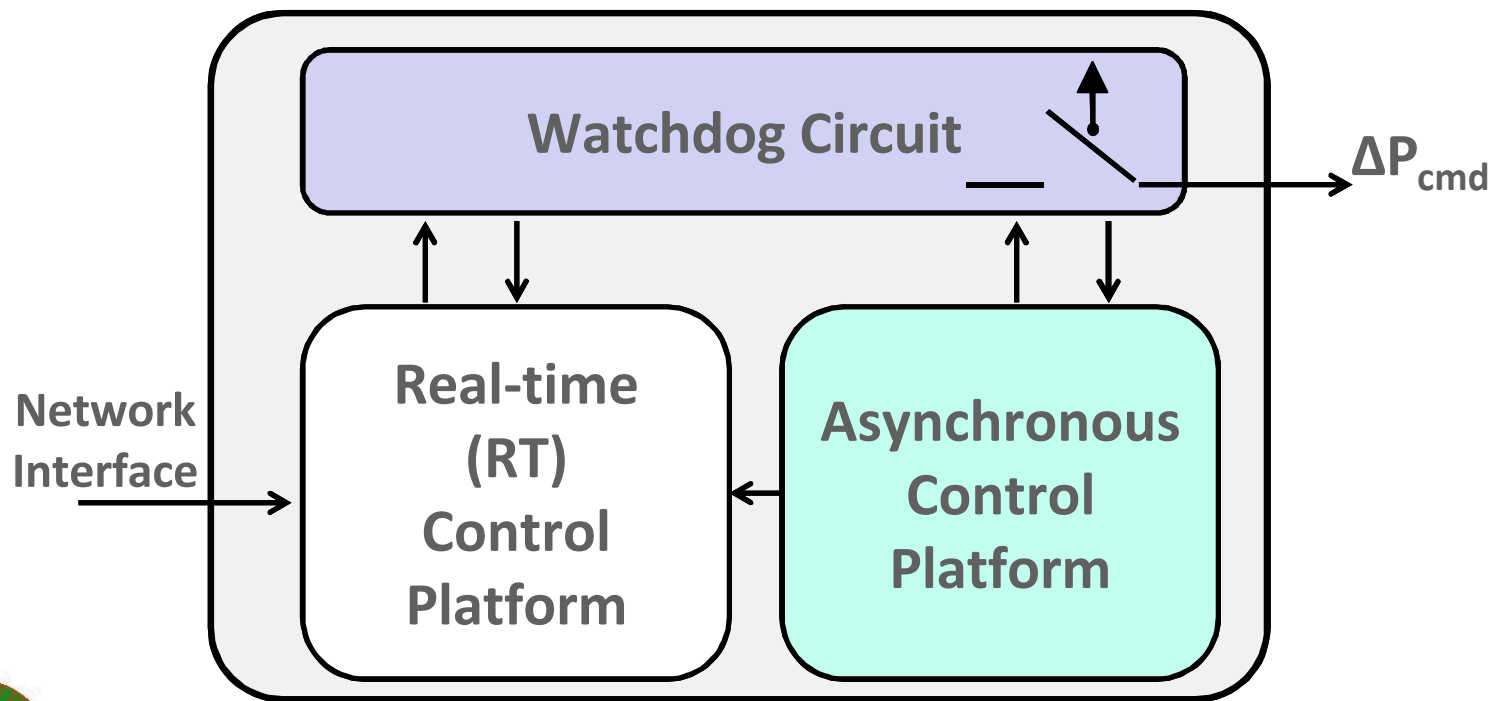 Watchdog Circuit
ΔPcmd
Real-time
(RT)
Control
Platform
Network
Interface
Asynchronous
Control
Platform